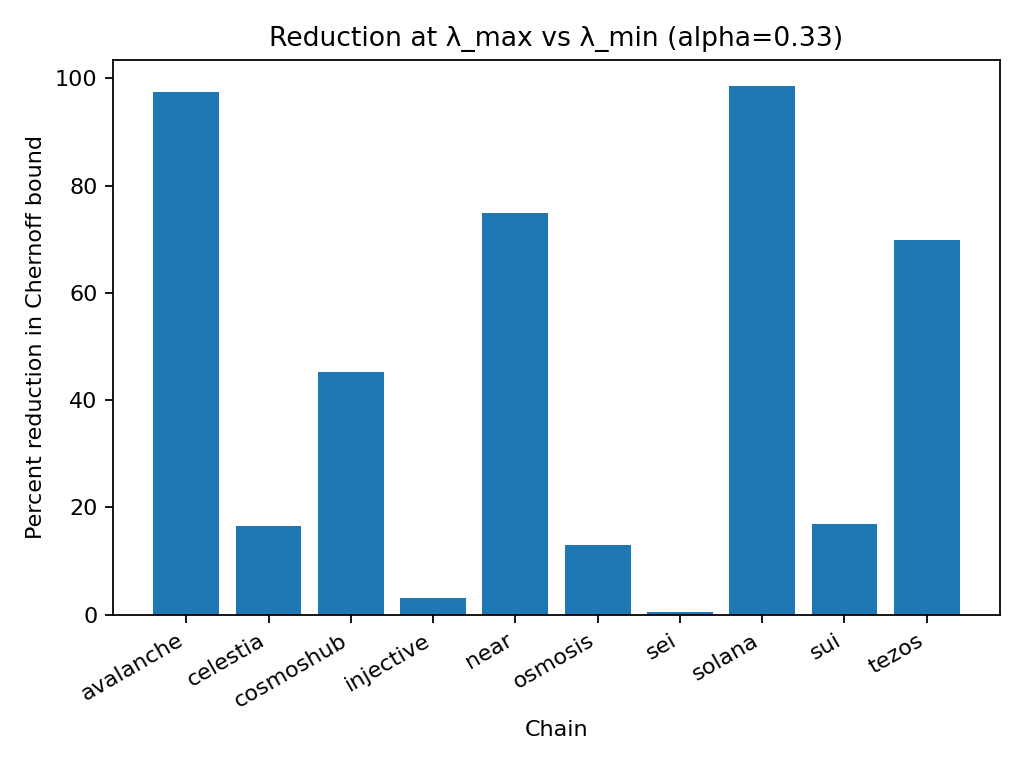 Reduction at λ_max vs λ_min (alpha=0.33)
Percent reduction in Chernoff bound
100
80
60
40
20
0
avalanche
celestia
cosmoshub
injective
near
osmosis
sei
solana
sui
tezos
Chain